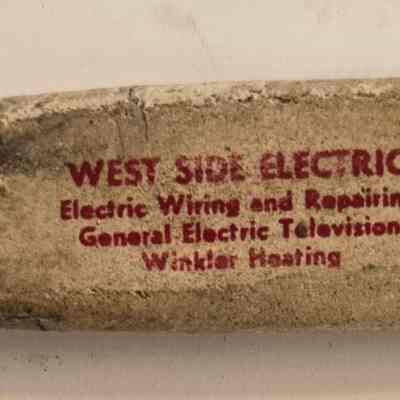 WEST SIDE ELECTRIC
Electric Wiring and Repairin
General Electric Television
Winkler Heating